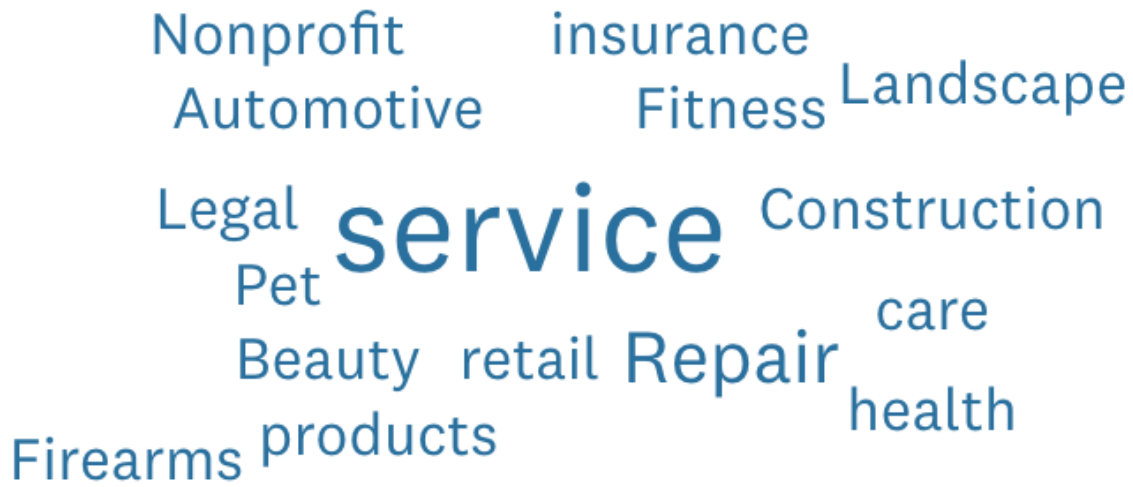 Nonprofit insurance
Landscape
Automotive Fitness
Legal service Construction
Pet
care
Beauty retail Repair
health
products
Firearms